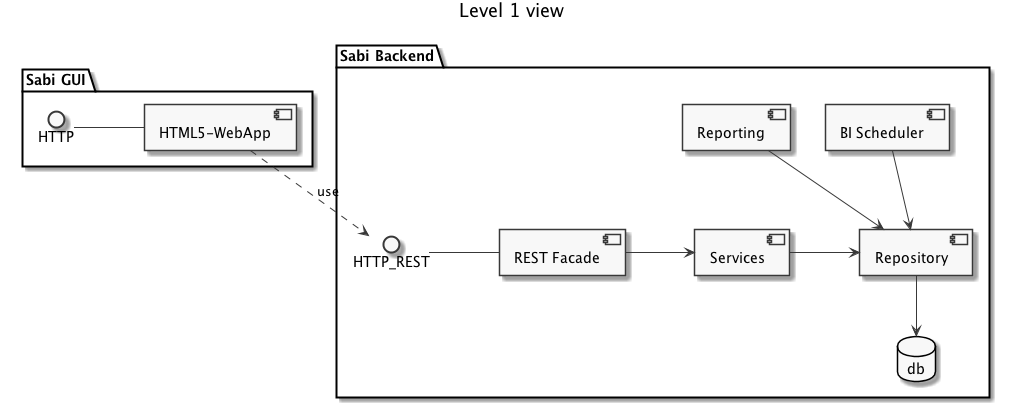 Level 1 view
Sabi Backend
Sabi GUI
HTTP
HTML5-WebApp
Reporting
BI Scheduler
use
HTTP_REST
REST Facade
Services
Repository
db